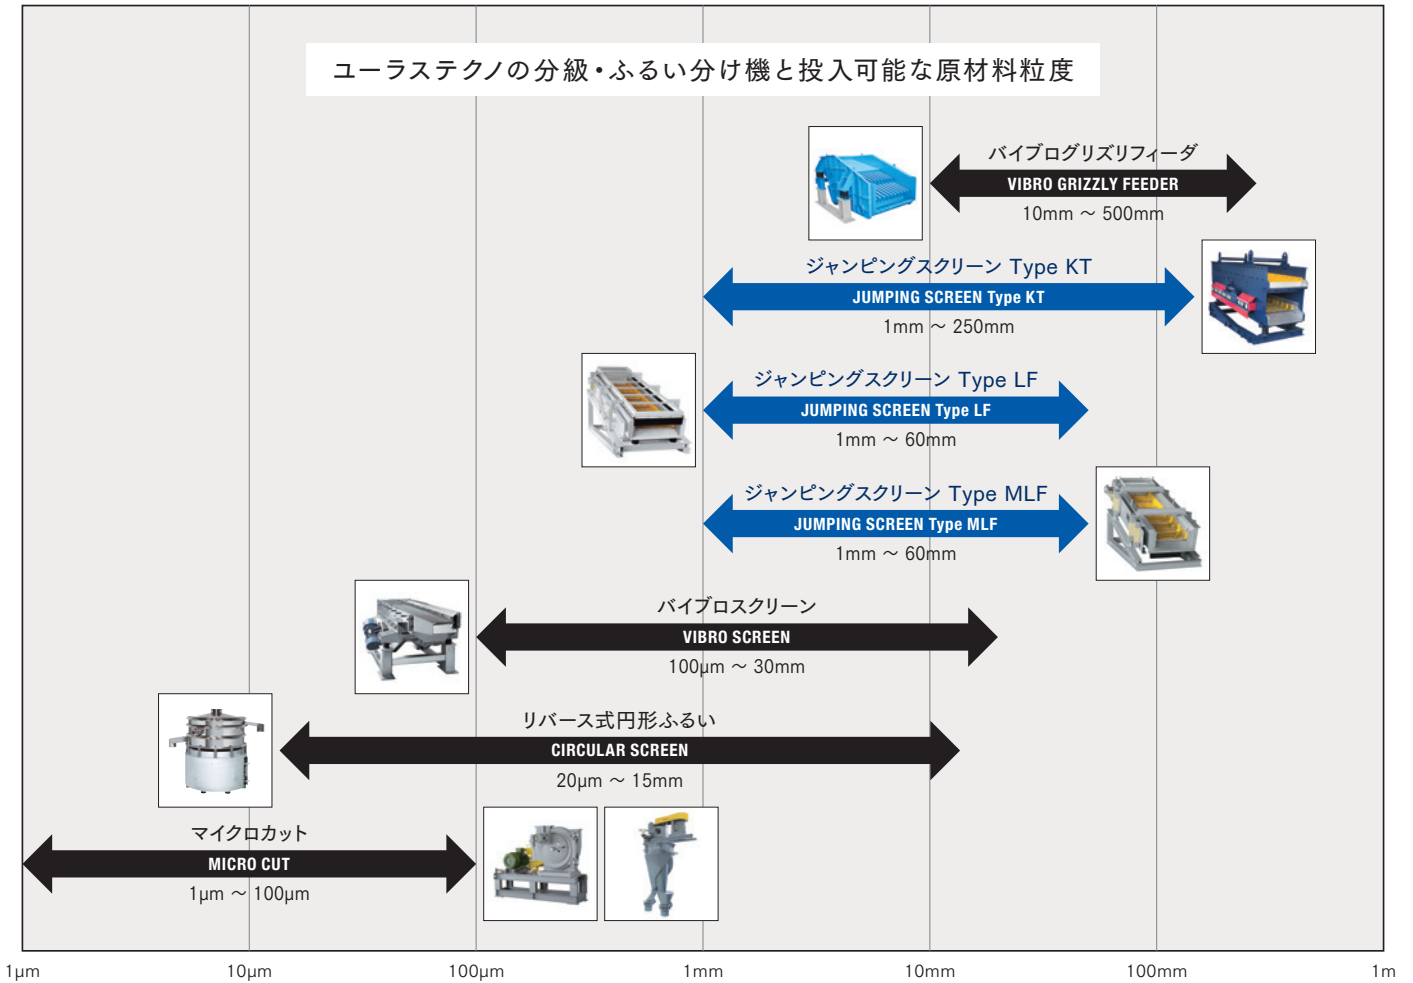 ユーラステクノの分級・ふるい分け機と投入可能な原材料粒度
バイブログリズリフィーダ
VIBRO GRIZZLY FEEDER
10mm ～ 500mm
ジャンピングスクリーン Type KT
JUMPING SCREEN Type KT
1mm ～ 250mm
ジャンピングスクリーン Type LF
JUMPING SCREEN Type LF
1mm ～ 60mm
ジャンピングスクリーン Type MLF
JUMPING SCREEN Type MLF
1mm ～ 60mm
バイブロスクリーン
VIBRO SCREEN
100μm ～ 30mm
リバース式円形ふるい
CIRCULAR SCREEN
20μm ～ 15mm
マイクロカット
MICRO CUT
1μm ～ 100μm
1μm 10μm 100μm 1mm 10mm 100mm 1m